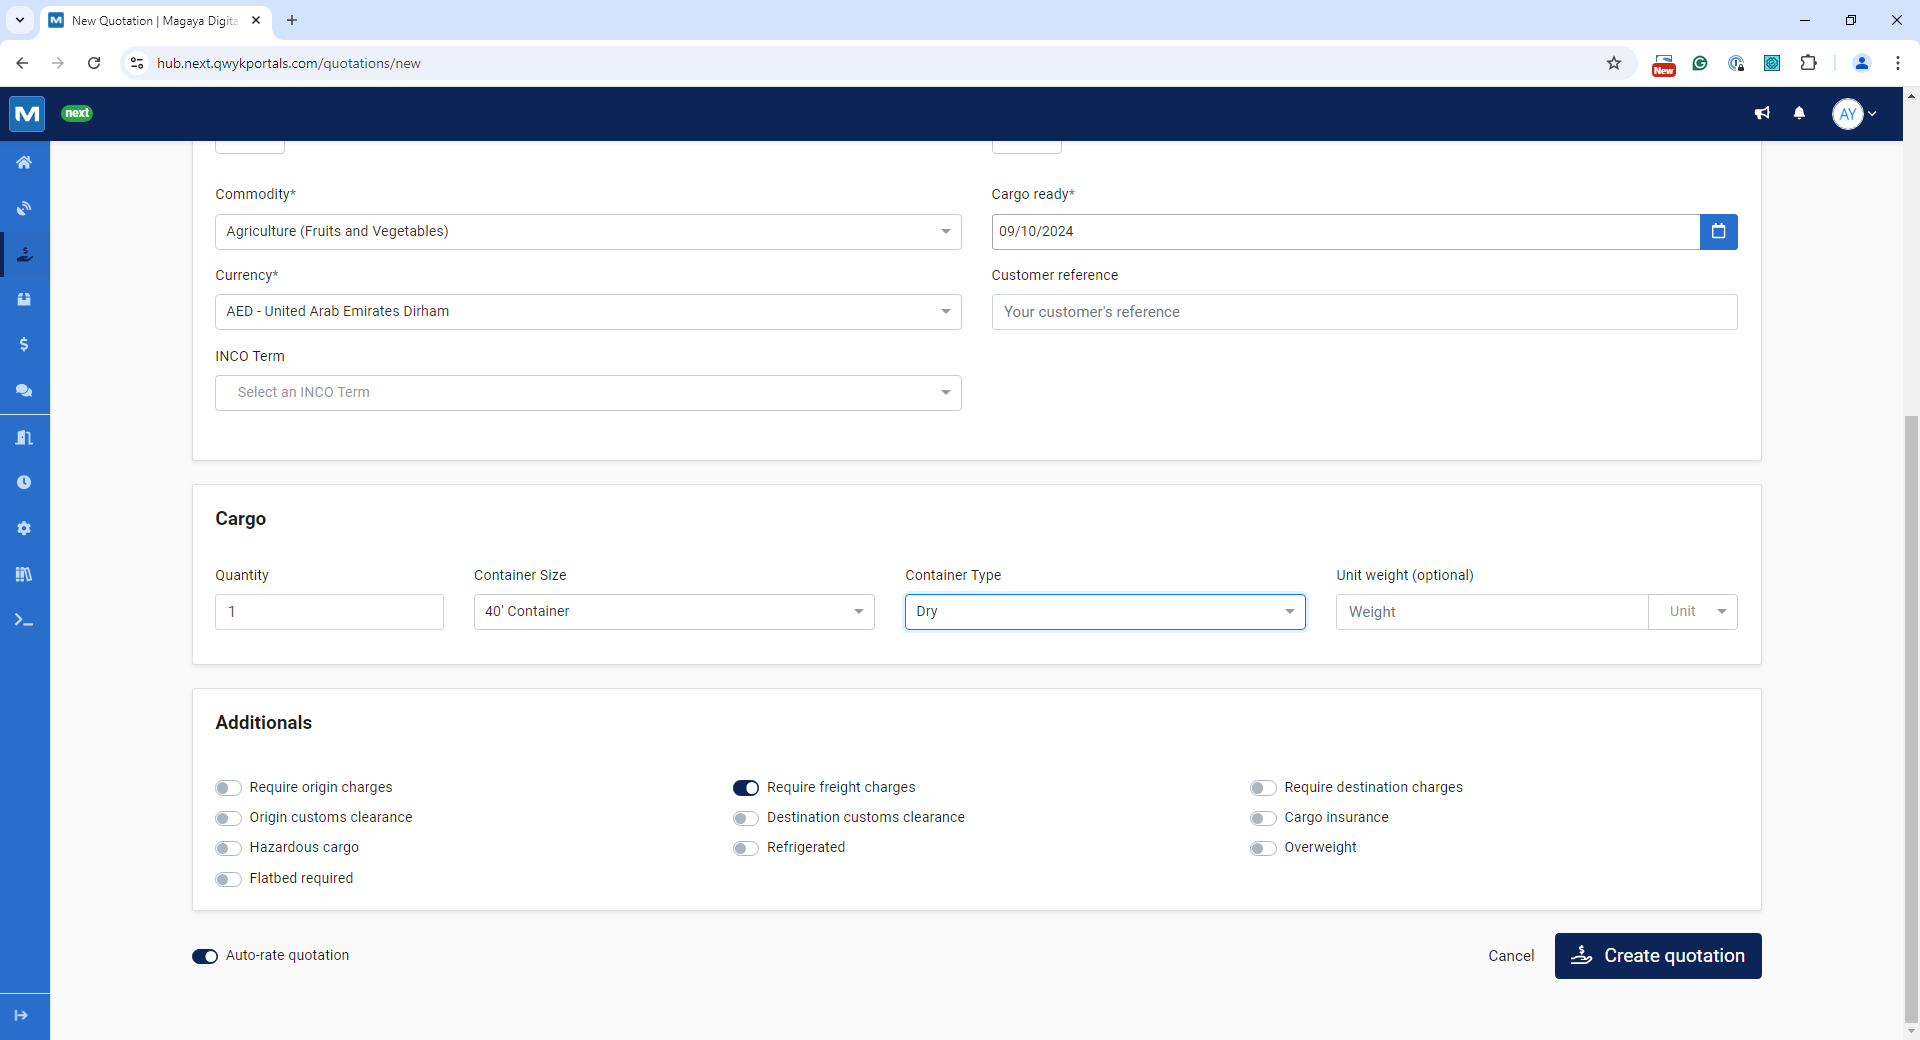 New Quotation | Magaya Digita
hub.next.qwykportals.com/quotations/new
New
next
AY
Commodity*
Cargo ready*
Agriculture (Fruits and Vegetables)
09/10/2024
Currency*
Customer reference
AED - United Arab Emirates Dirham
Your customer's reference
INCO Term
Select an INCO Term
Cargo
Quantity
Container Size
Container Type
Unit weight (optional)
1
40' Container
Dry
Weight
Unit
Additionals
Require origin charges
Require freight charges
Require destination charges
Origin customs clearance
Destination customs clearance
Cargo insurance
Hazardous cargo
Refrigerated
Overweight
Flatbed required
Auto-rate quotation
Cancel
Create quotation